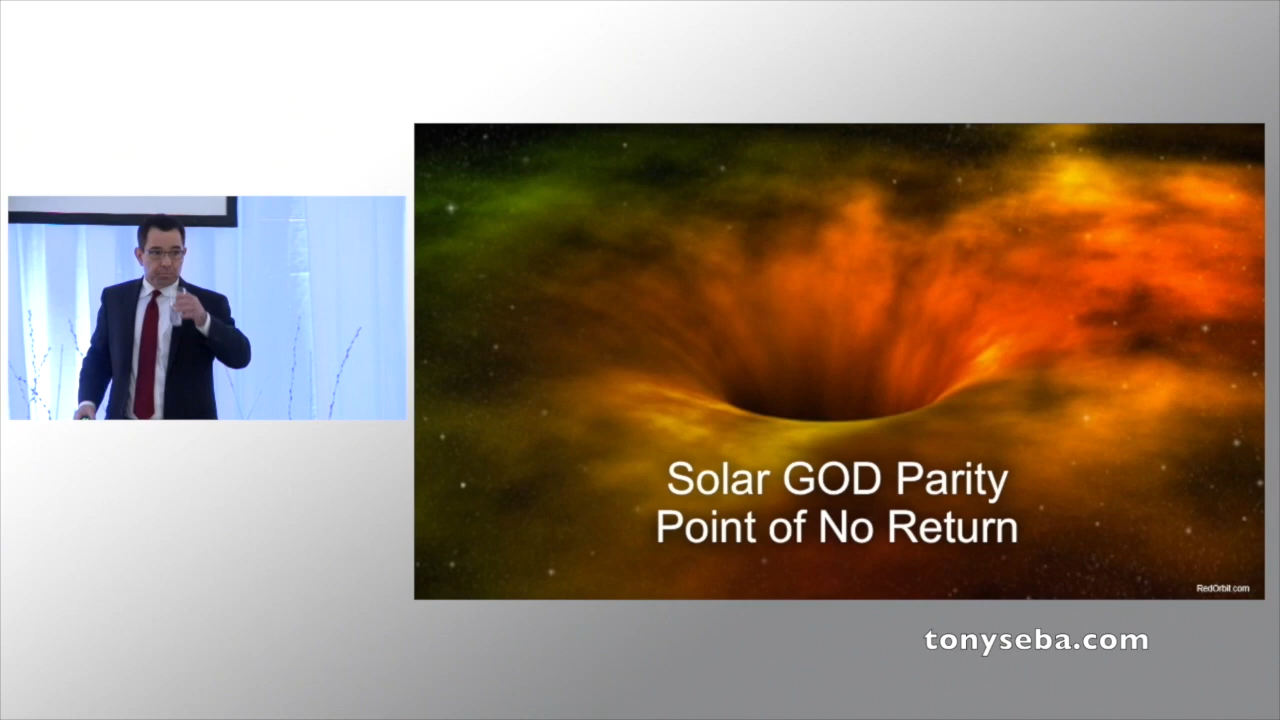 Solar GOD Parity
Point of No Return
RedOrbit.com
tonyseba.com